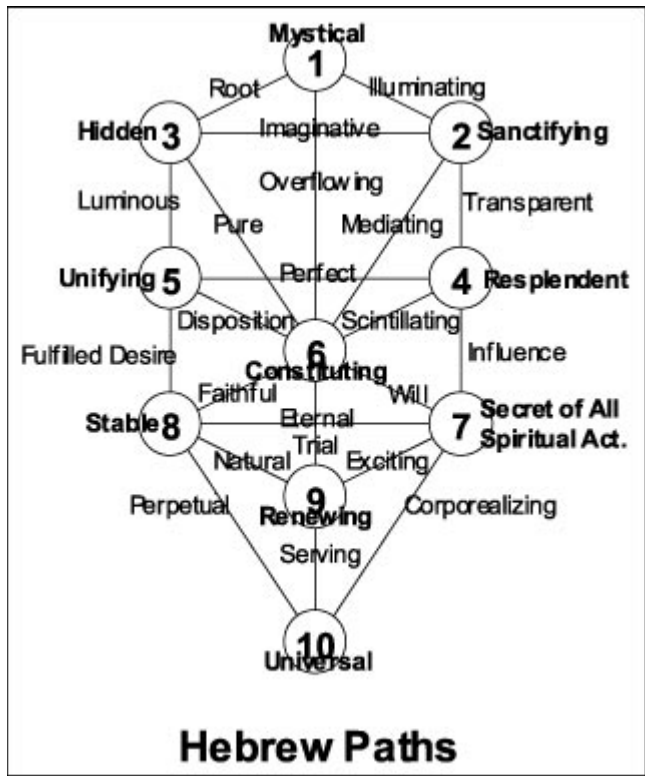 Mystical
1
Root Illuminating
Hidden 3 Imaginative 2 Sanctifying
Overflowing
Luminous Transparent
Pure Mediating
Unifying 5 Perfect 4 Resplendent
Disposition Scintillating
6
Fulfilled Desire Influence
Constituting
Faithful Will
Stable 8 Eternal 7 Secret of All
Spiritual Act.
Trial
Natural Exciting
9
Perpetual Corporealizing
Renewing
Serving
10
Universal
Hebrew Paths